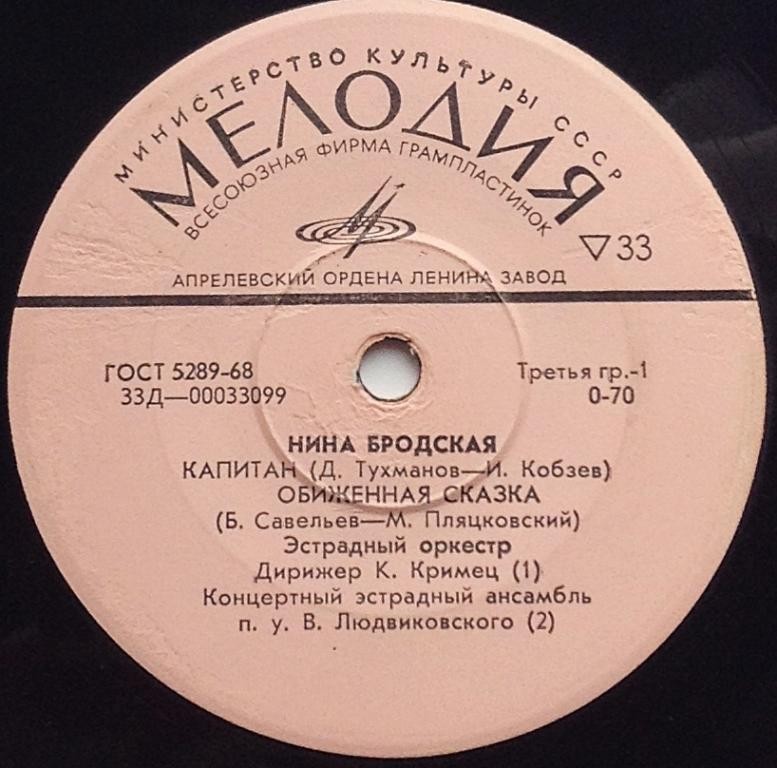 МИНИСТЕРСТВО КУЛЬТУРЫ СССР
МЕЛОДИЯ
ВСЕСОЮЗНАЯ ФИРМА ГРАМПЛАСТИНОК
▽33
АПРЕЛЕВСКИЙ ОРДЕНА ЛЕНИНА ЗАВОД
ГОСТ 5289-68 Третья гр.-1
33Д—00033099 0-70
НИНА БРОДСКАЯ
КАПИТАН (Д. Тухманов—И. Кобзев)
ОБИЖЕННАЯ СКАЗКА
(Б. Савельев—М. Пляцковский)
Эстрадный оркестр
Дирижер К. Кримец (1)
Концертный эстрадный ансамбль
п. у. В. Людвиковского (2)